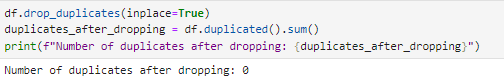 df.drop_duplicates(inplace=True)
duplicates_after_dropping = df.duplicated().sum()
print(f"Number of duplicates after dropping: {duplicates_after_dropping}")
Number of duplicates after dropping: 0